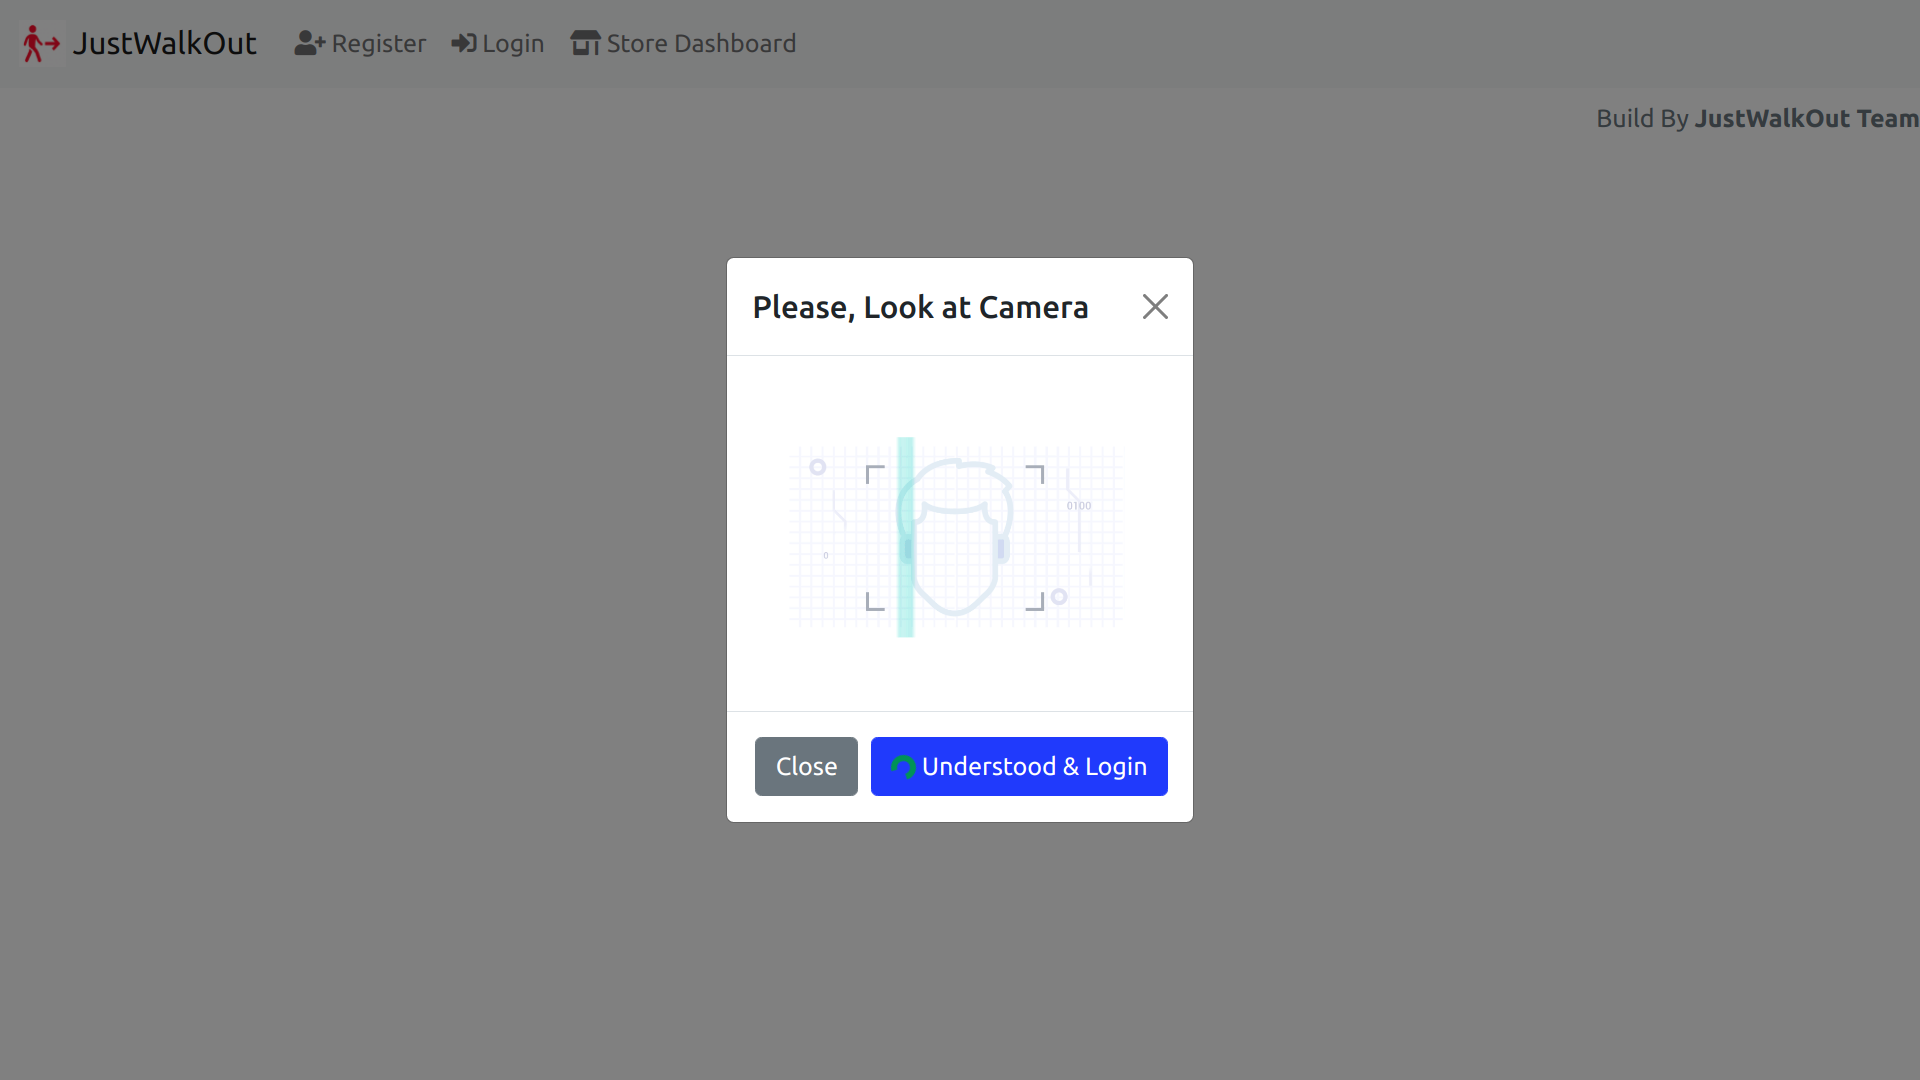 JustWalkOut Register Login Store Dashboard
Build By JustWalkOut Team
Please, Look at Camera
0100
0
Close Understood & Login